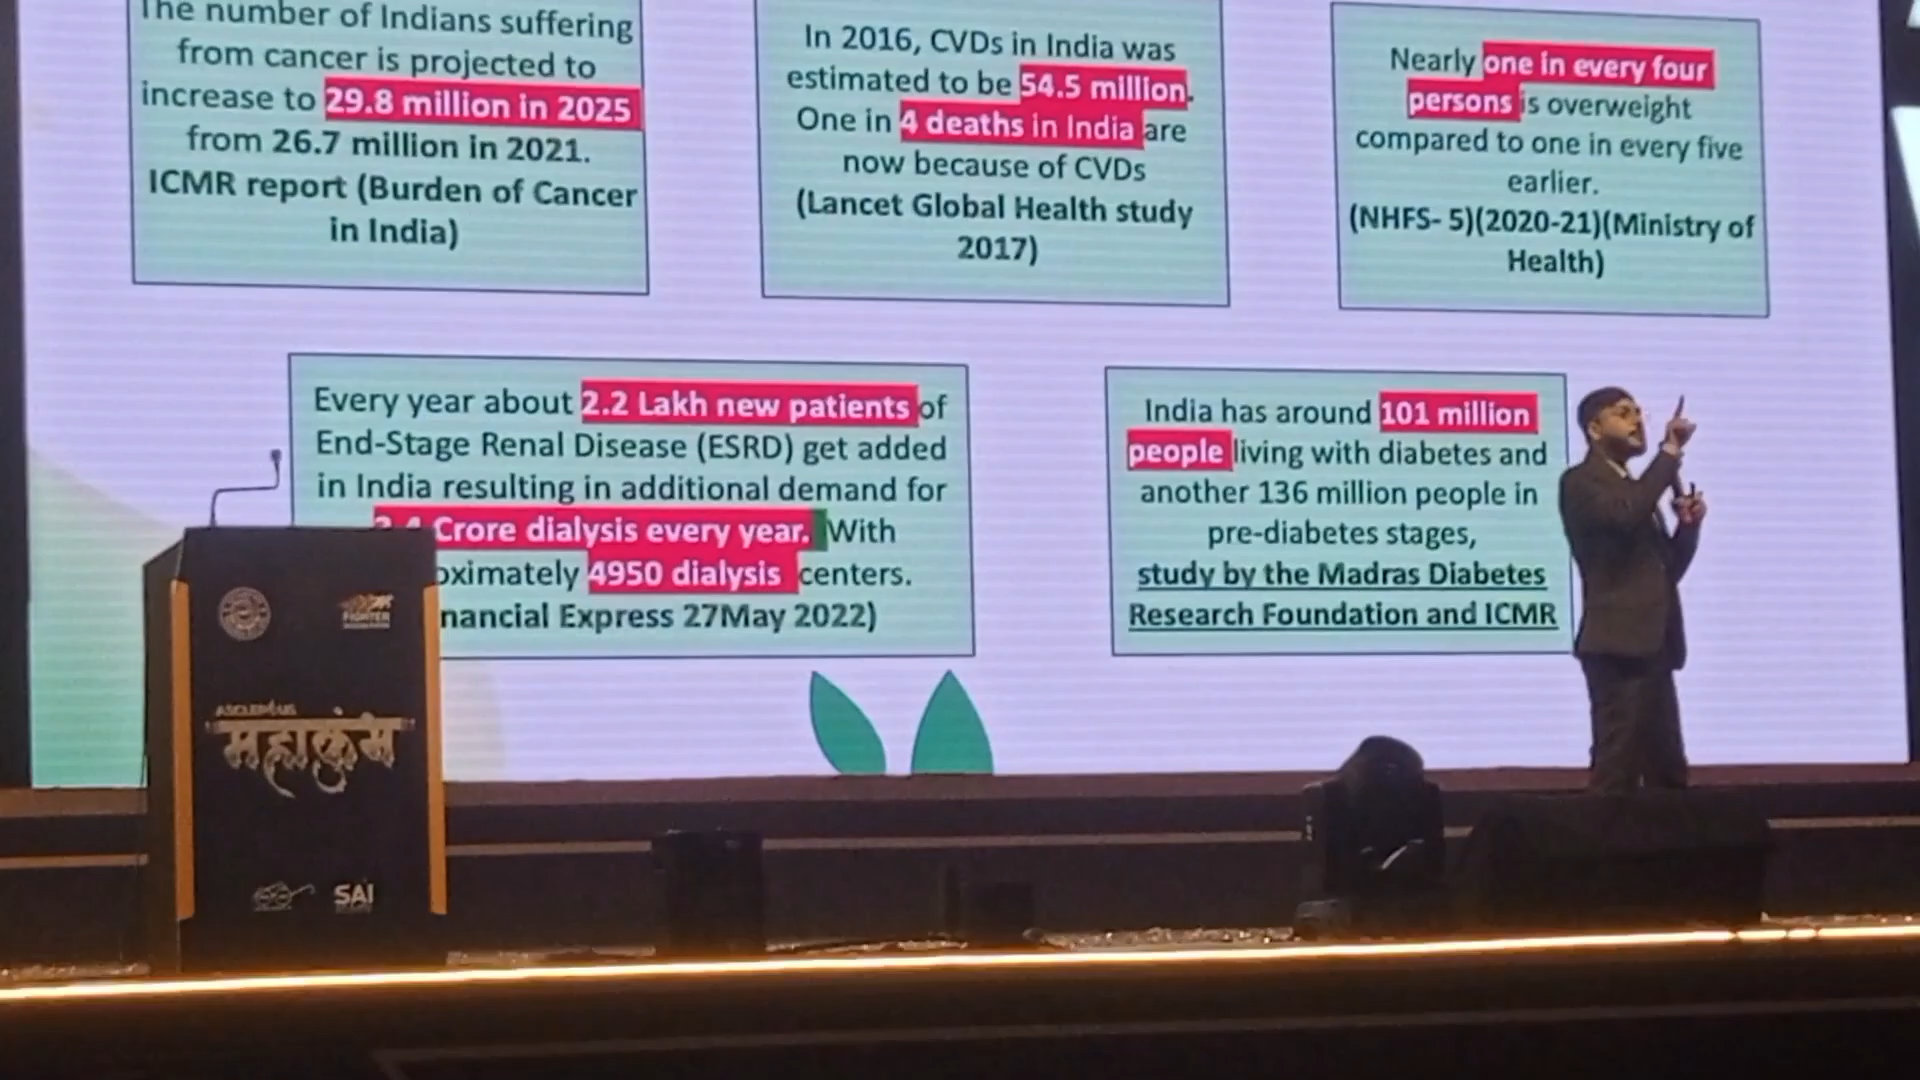 The number of Indians suffering
from cancer is projected to
increase to 29.8 million in 2025
from 26.7 million in 2021.
ICMR report (Burden of Cancer
in India)
In 2016, CVDs in India was
estimated to be 54.5 million.
One in 4 deaths in India are
now because of CVDs
(Lancet Global Health study
2017)
Nearly one in every four
persons is overweight
compared to one in every five
earlier.
(NHFS- 5)(2020-21)(Ministry of
Health)
Every year about 2.2 Lakh new patients of
End-Stage Renal Disease (ESRD) get added
in India resulting in additional demand for
Crore dialysis every year. With
oximately 4950 dialysis centers.
nancial Express 27May 2022)
India has around 101 million
people living with diabetes and
another 136 million people in
pre-diabetes stages,
study by the Madras Diabetes
Research Foundation and ICMR
FIGHTER
ASCLEPIUS
महाकुंभ
SAI